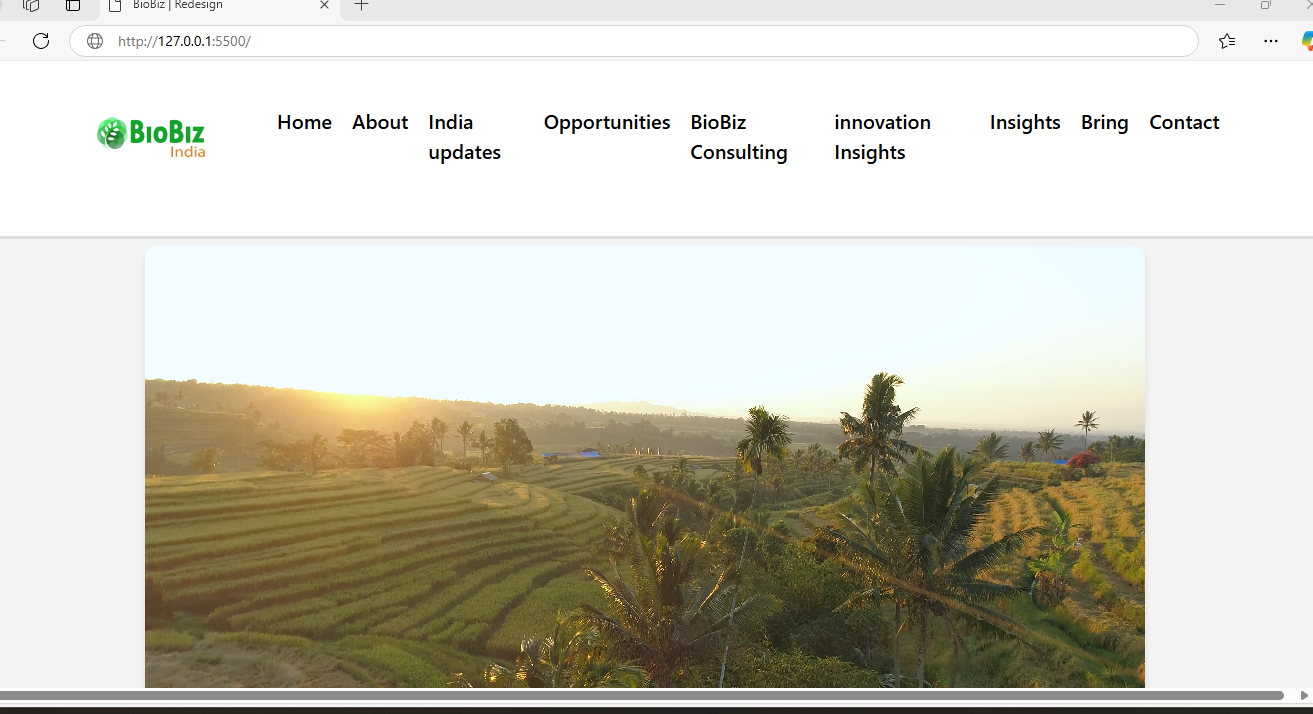 BioBiz | Redesign
http://127.0.0.1:5500/
BIOBIZ
India
Home About India updates Opportunities BioBiz Consulting innovation Insights Insights Bring Contact